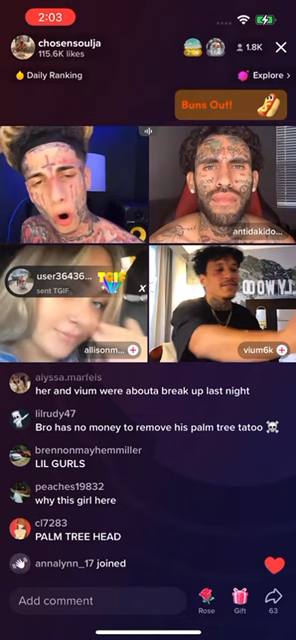 2:03
chosensoulja
115.6K likes
1.8K
Daily Ranking
Explore
Buns Out!
antidakido...
user36436...
sent TGIF
TGIF
X
allisonm...
vium6k
alyssa.marfeis
her and vium were abouta break up last night
lilrudy47
Bro has no money to remove his palm tree tatoo ☠️
brennonmayhemmiller
LIL GURLS
peaches19832
why this girl here
cl7283
PALM TREE HEAD
annalynn_17 joined
Add comment
Rose
Gift
63